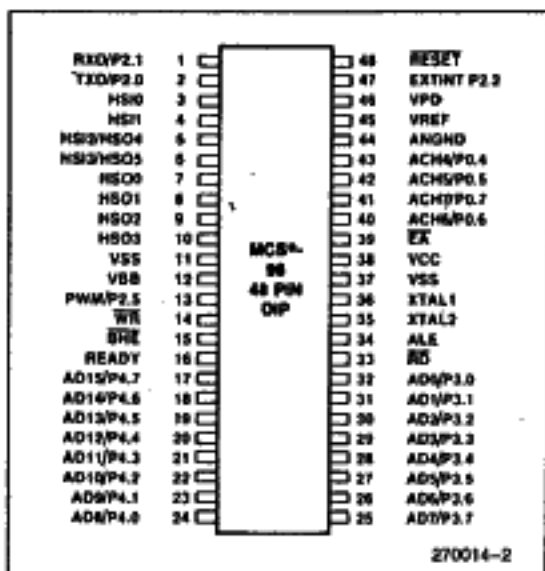 RXD/P2.1 1 48 RESET
TXD/P2.0 2 47 EXTINT P2.2
HSI0 3 46 VPD
HSI1 4 45 VREF
HSI2/HSO4 5 44 ANGND
HSI3/HSO5 6 43 ACH4/P0.4
HSO0 7 42 ACH5/P0.5
HSO1 8 41 ACH7/P0.7
HSO2 9 40 ACH6/P0.6
HSO3 10 39 EA
VSS 11 38 VCC
VBB 12 37 VSS
PWM/P2.5 13 36 XTAL1
WR 14 35 XTAL2
BHE 15 34 ALE
READY 16 33 RD
AD15/P4.7 17 32 AD0/P3.0
AD14/P4.6 18 31 AD1/P3.1
AD13/P4.5 19 30 AD2/P3.2
AD12/P4.4 20 29 AD3/P3.3
AD11/P4.3 21 28 AD4/P3.4
AD10/P4.2 22 27 AD5/P3.5
AD9/P4.1 23 26 AD6/P3.6
AD8/P4.0 24 25 AD7/P3.7
MCS®-
96
48 PIN
DIP
270014-2